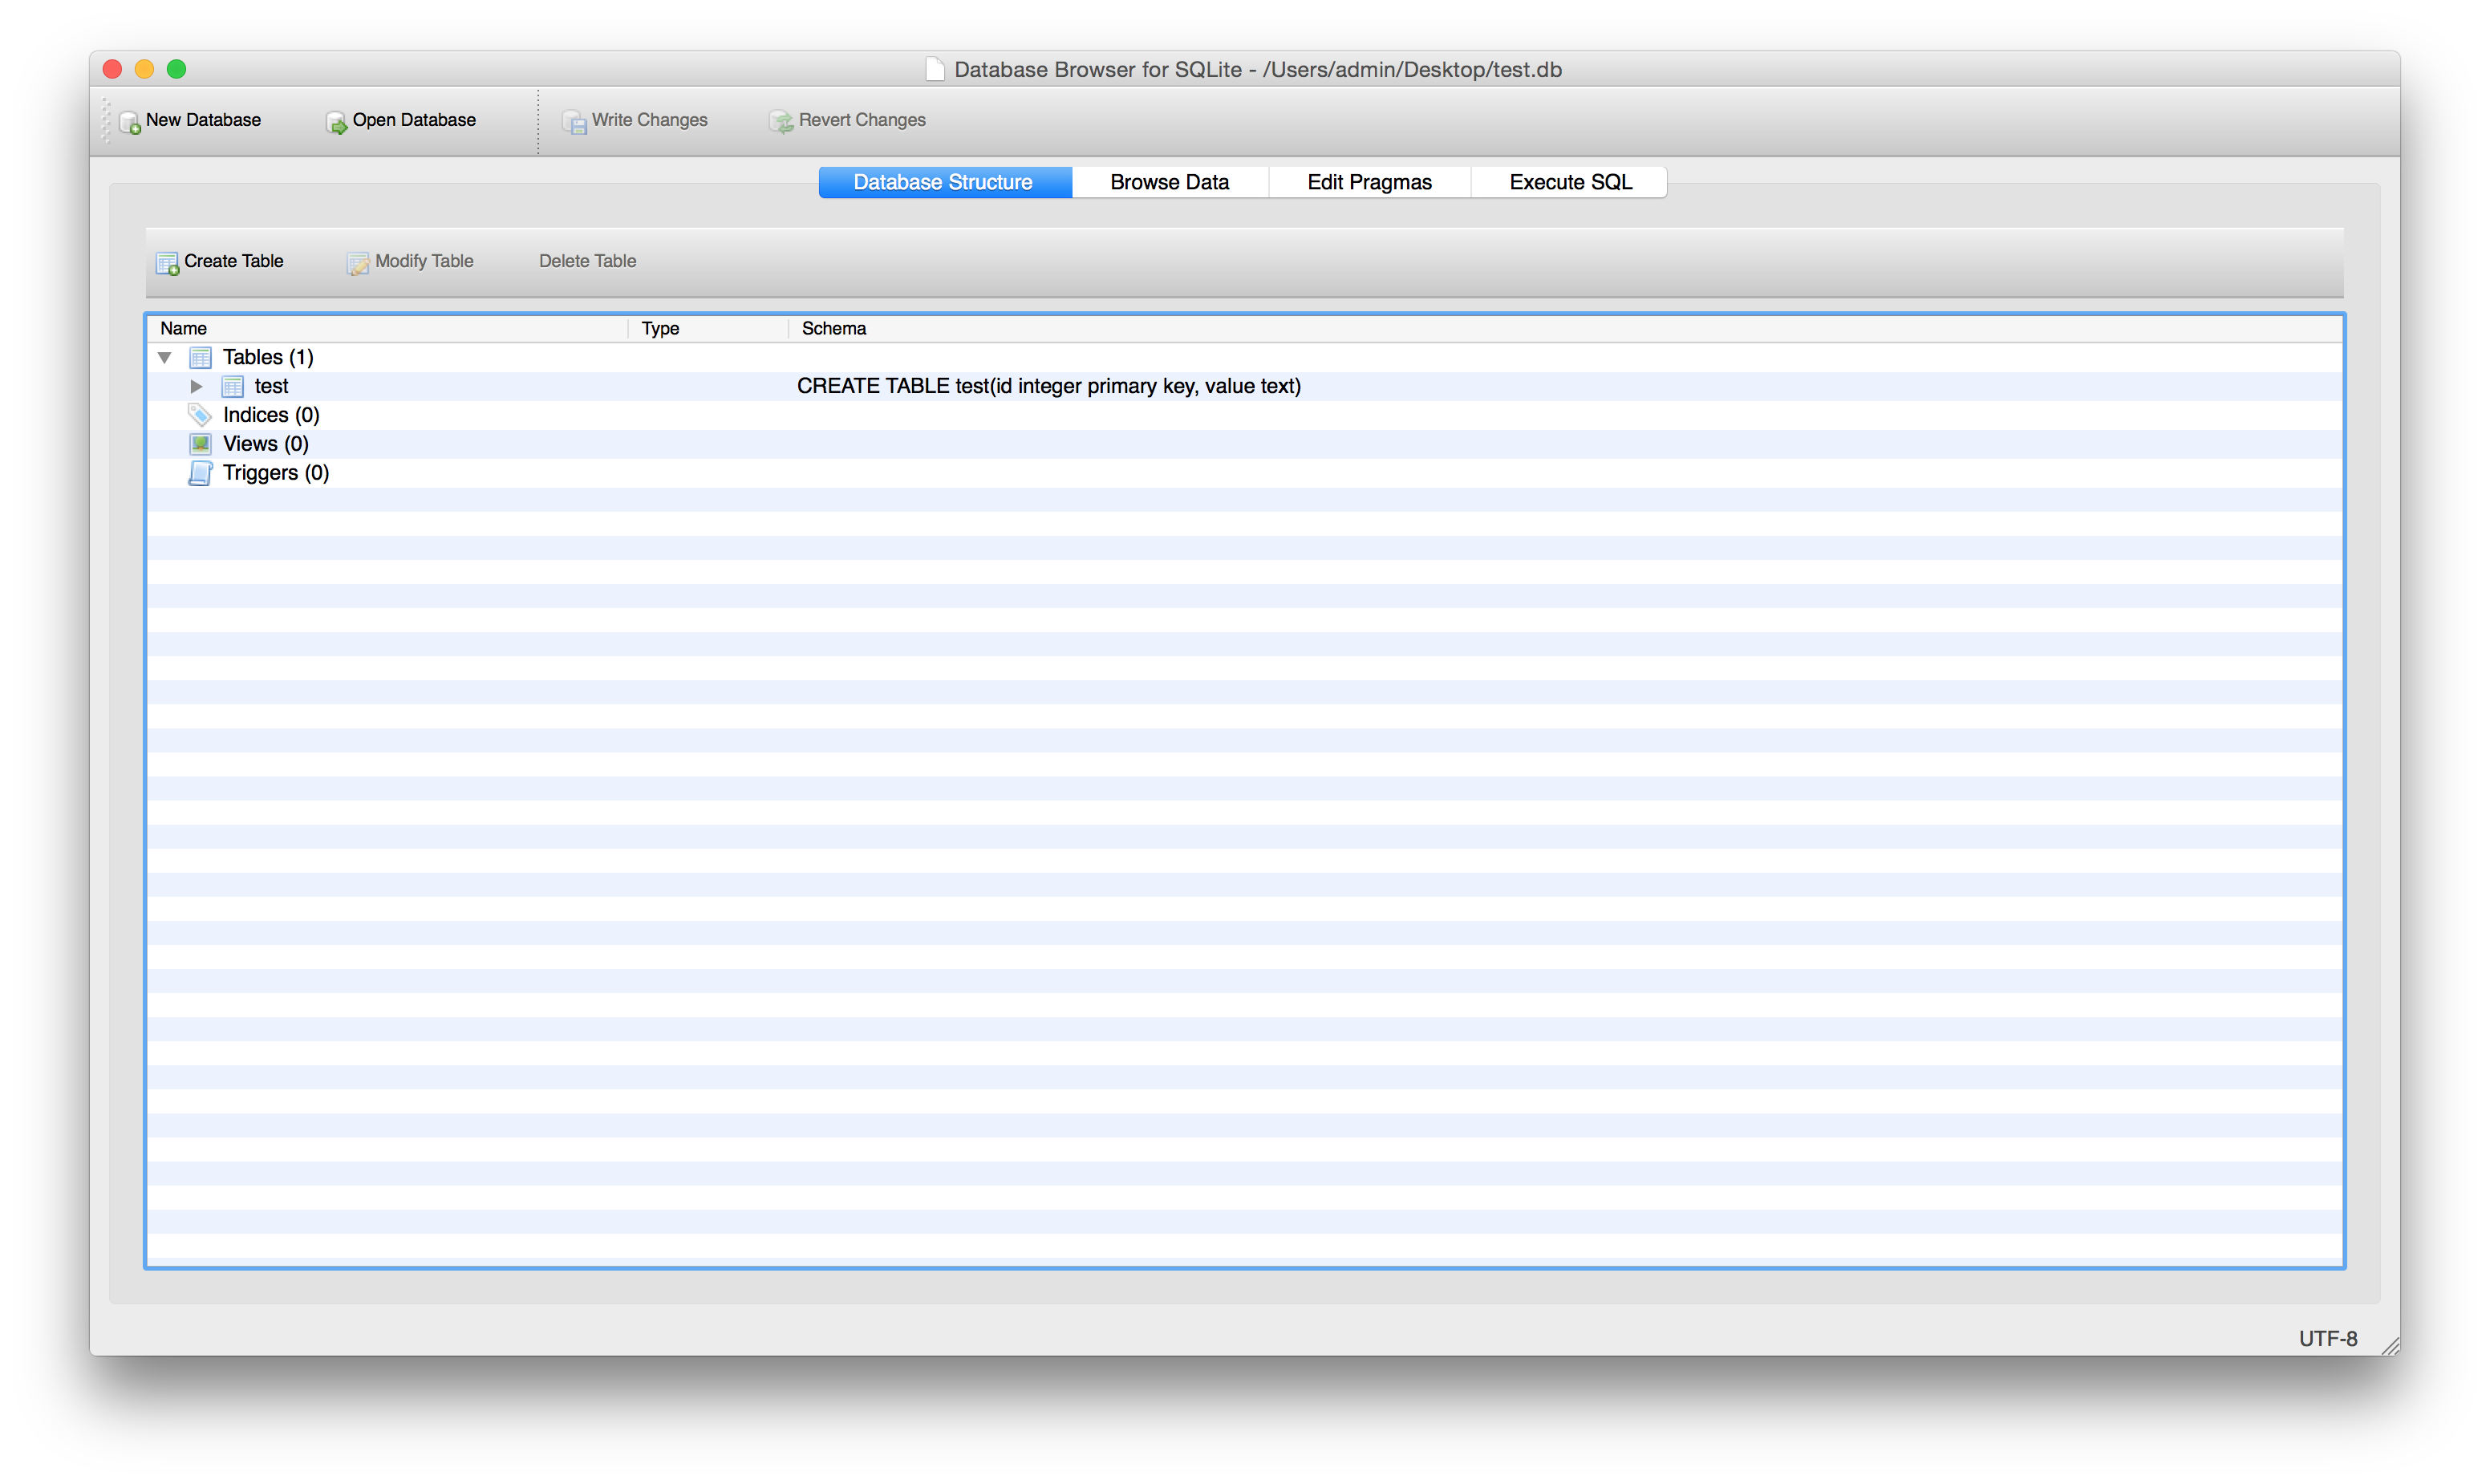 Database Browser for SQLite - /Users/admin/Desktop/test.db
New Database Open Database Write Changes Revert Changes
Database Structure Browse Data Edit Pragmas Execute SQL
Create Table Modify Table Delete Table
Name Type Schema
Tables (1)
test CREATE TABLE test(id integer primary key, value text)
Indices (0)
Views (0)
Triggers (0)
UTF-8